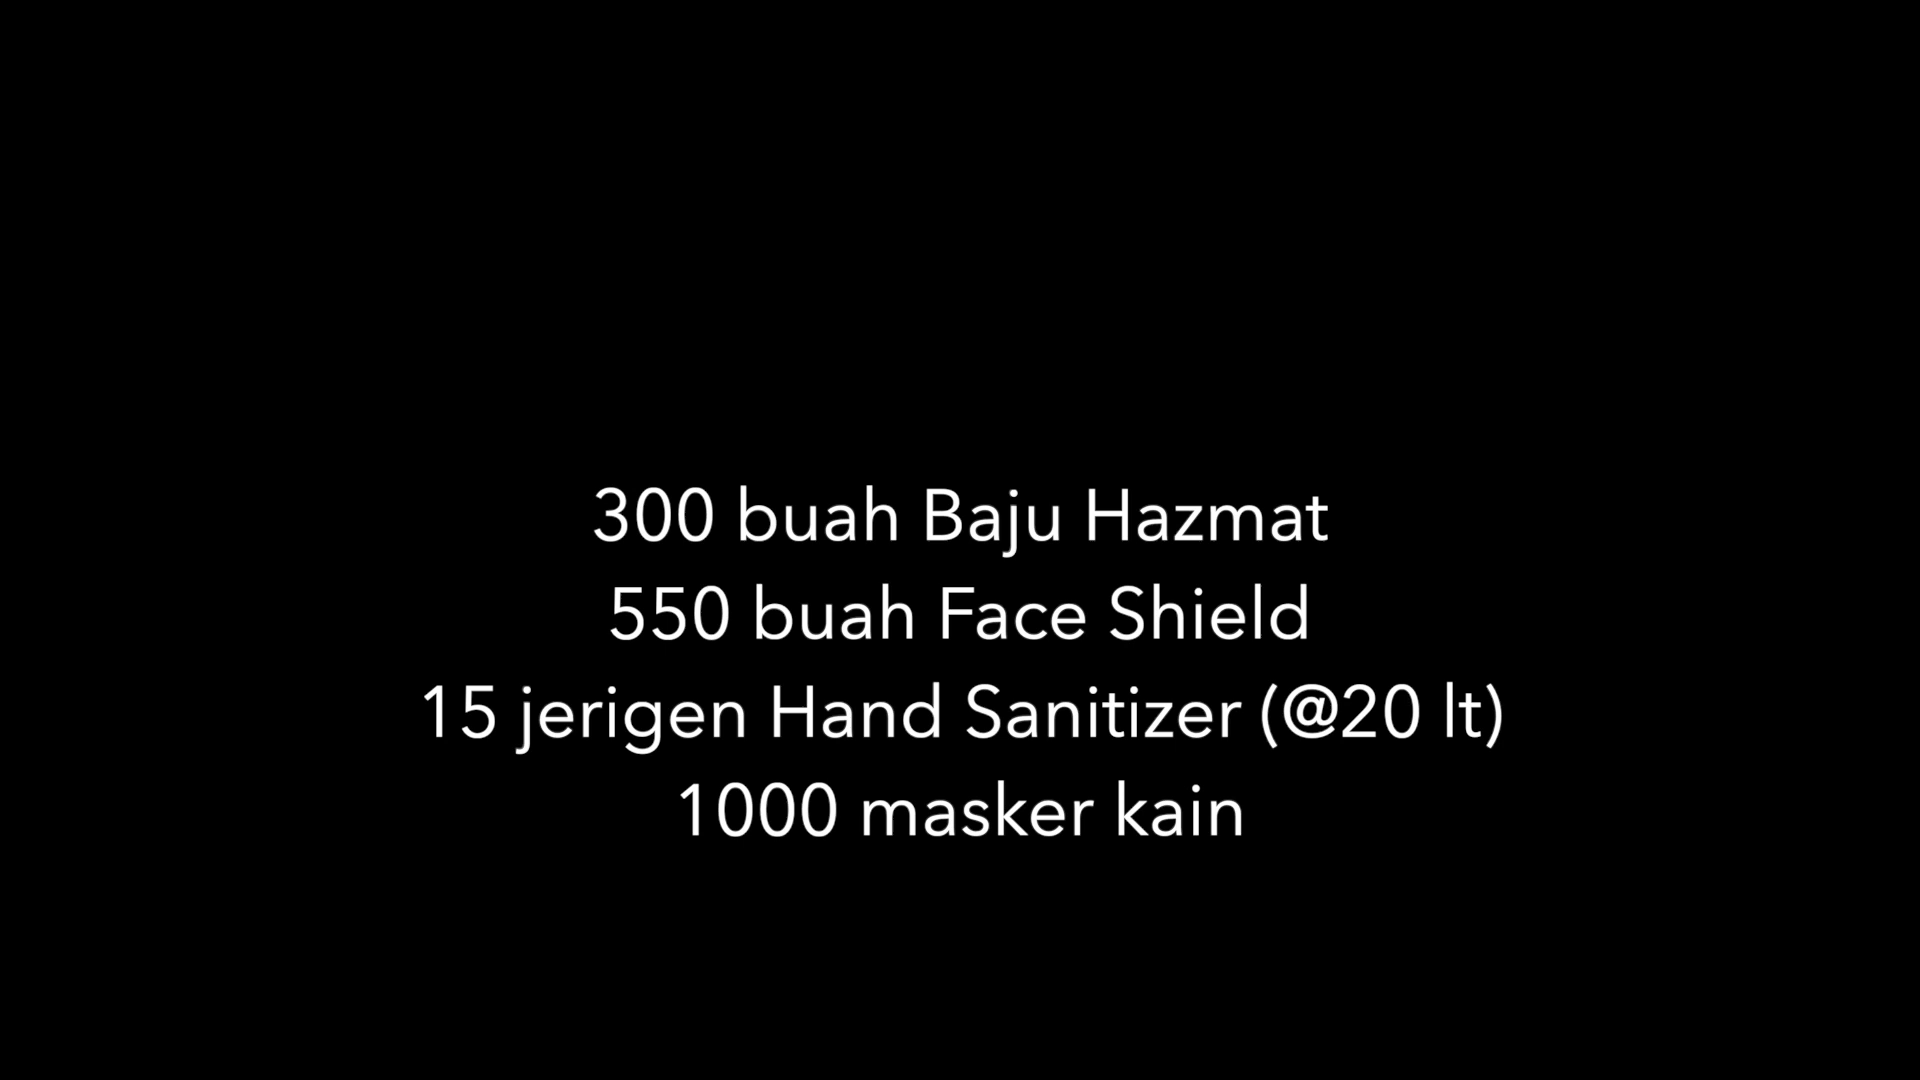 300 buah Baju Hazmat
550 buah Face Shield
15 jerigen Hand Sanitizer (@20 lt)
1000 masker kain